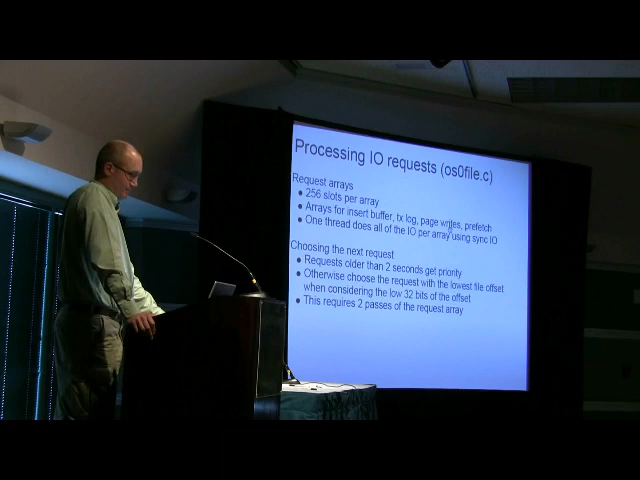 Processing IO requests (os0file.c)
Request arrays
● 256 slots per array
● Arrays for insert buffer, tx log, page writes, prefetch
● One thread does all of the IO per array using sync IO
Choosing the next request
● Requests older than 2 seconds get priority
● Otherwise choose the request with the lowest file offset
when considering the low 32 bits of the offset
● This requires 2 passes of the request array